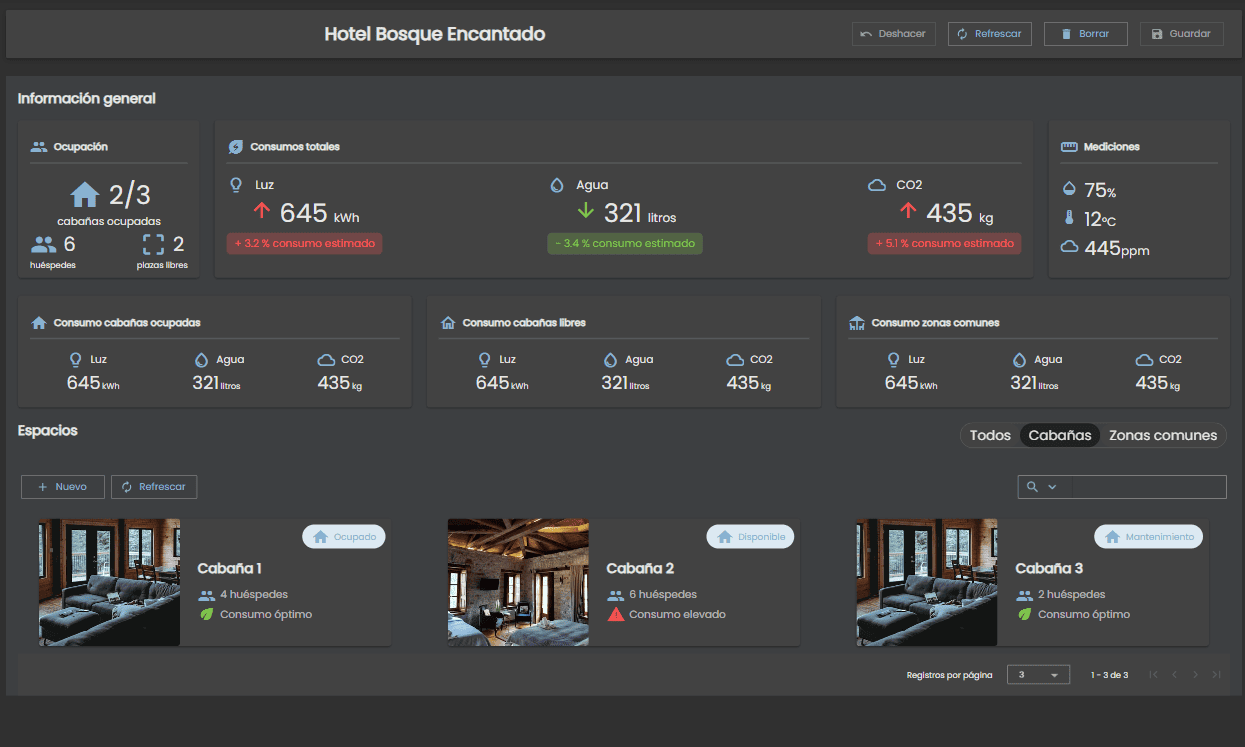 Hotel Bosque Encantado
Deshacer
Refrescar
Borrar
Guardar
Información general
Ocupación
2/3
cabañas ocupadas
6
huéspedes
2
plazas libres
Consumos totales
Luz
645 kWh
+ 3.2 % consumo estimado
Agua
321 litros
- 3.4 % consumo estimado
CO2
435 kg
+ 5.1 % consumo estimado
Mediciones
75%
12ºC
445ppm
Consumo cabañas ocupadas
Luz
645 kWh
Agua
321 litros
CO2
435 kg
Consumo cabañas libres
Luz
645 kWh
Agua
321 litros
CO2
435 kg
Consumo zonas comunes
Luz
645 kWh
Agua
321 litros
CO2
435 kg
Espacios
Todos
Cabañas
Zonas comunes
+ Nuevo
Refrescar
Ocupado
Cabaña 1
4 huéspedes
Consumo óptimo
Disponible
Cabaña 2
6 huéspedes
Consumo elevado
Mantenimiento
Cabaña 3
2 huéspedes
Consumo óptimo
Registros por página
3
1 - 3 de 3